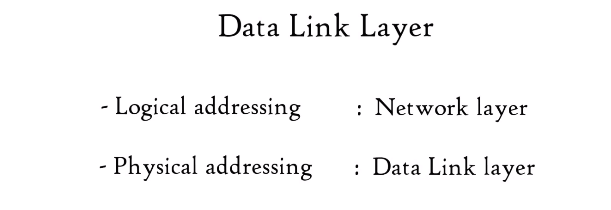 Data Link Layer
- Logical addressing : Network layer
- Physical addressing : Data Link layer